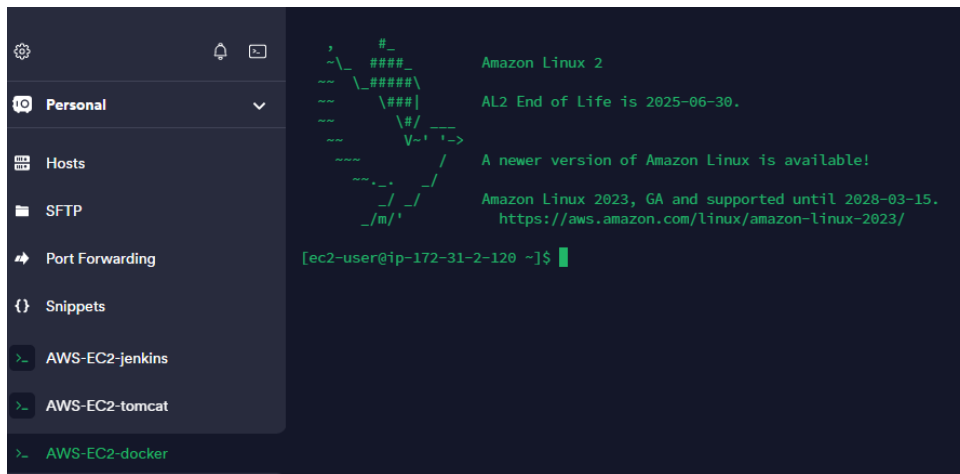 Personal
Hosts
SFTP
Port Forwarding
Snippets
AWS-EC2-jenkins
AWS-EC2-tomcat
AWS-EC2-docker
   ,     #_
   ~\_  ####_        Amazon Linux 2
  ~~  \_#####\
  ~~     \###|       AL2 End of Life is 2025-06-30.
  ~~       \#/ ___
   ~~       V~' '->
    ~~~         /    A newer version of Amazon Linux is available!
      ~~._.   _/
         _/ _/       Amazon Linux 2023, GA and supported until 2028-03-15.
       _/m/'           https://aws.amazon.com/linux/amazon-linux-2023/
[ec2-user@ip-172-31-2-120 ~]$